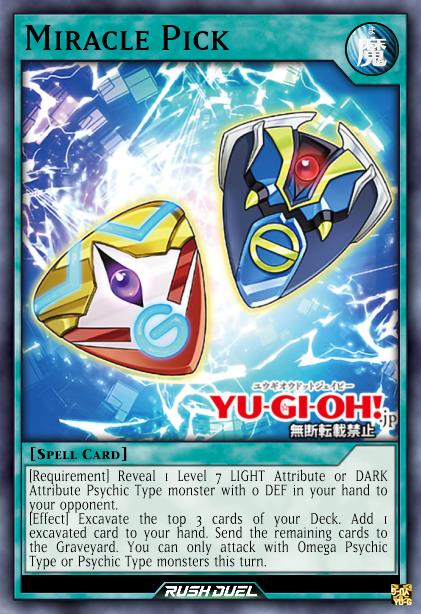 Miracle Pick
ま
魔
ユウギオウドットジェイピー
YU-GI-OH!.jp
無断転載禁止
[Spell Card]
[Requirement] Reveal 1 Level 7 LIGHT Attribute or DARK
Attribute Psychic Type monster with 0 DEF in your hand to
your opponent.
[Effect] Excavate the top 3 cards of your Deck. Add 1
excavated card to your hand. Send the remaining cards
to the Graveyard. You can only attack with Omega Psychic
Type or Psychic Type monsters this turn.
RUSH DUEL